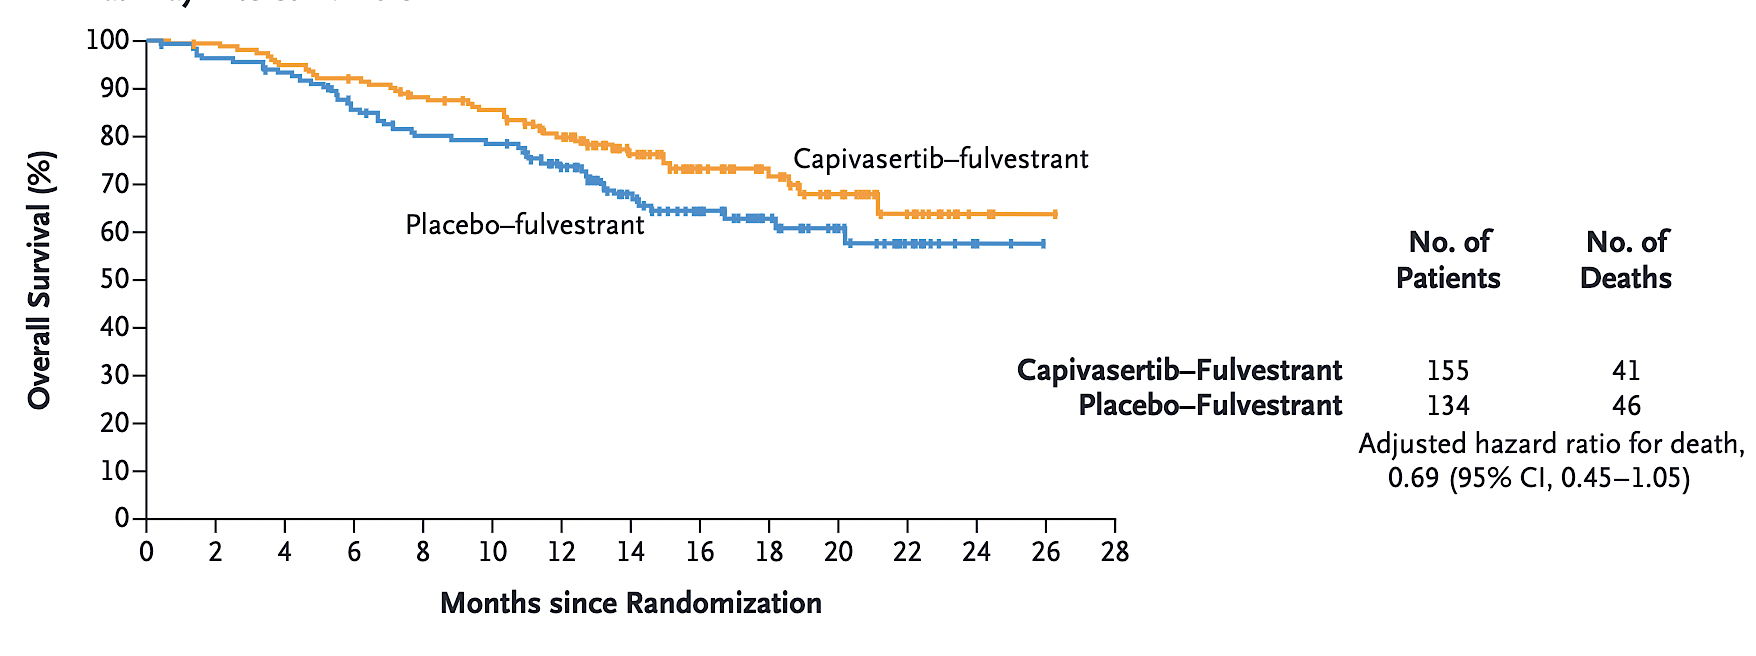 100
90
80
70
60
50
40
30
20
10
0
Overall Survival (%)
Capivasertib–fulvestrant
Placebo–fulvestrant
0 2 4 6 8 10 12 14 16 18 20 22 24 26 28
Months since Randomization
No. of No. of
Patients Deaths
Capivasertib–Fulvestrant 155 41
Placebo–Fulvestrant 134 46
Adjusted hazard ratio for death,
0.69 (95% CI, 0.45–1.05)